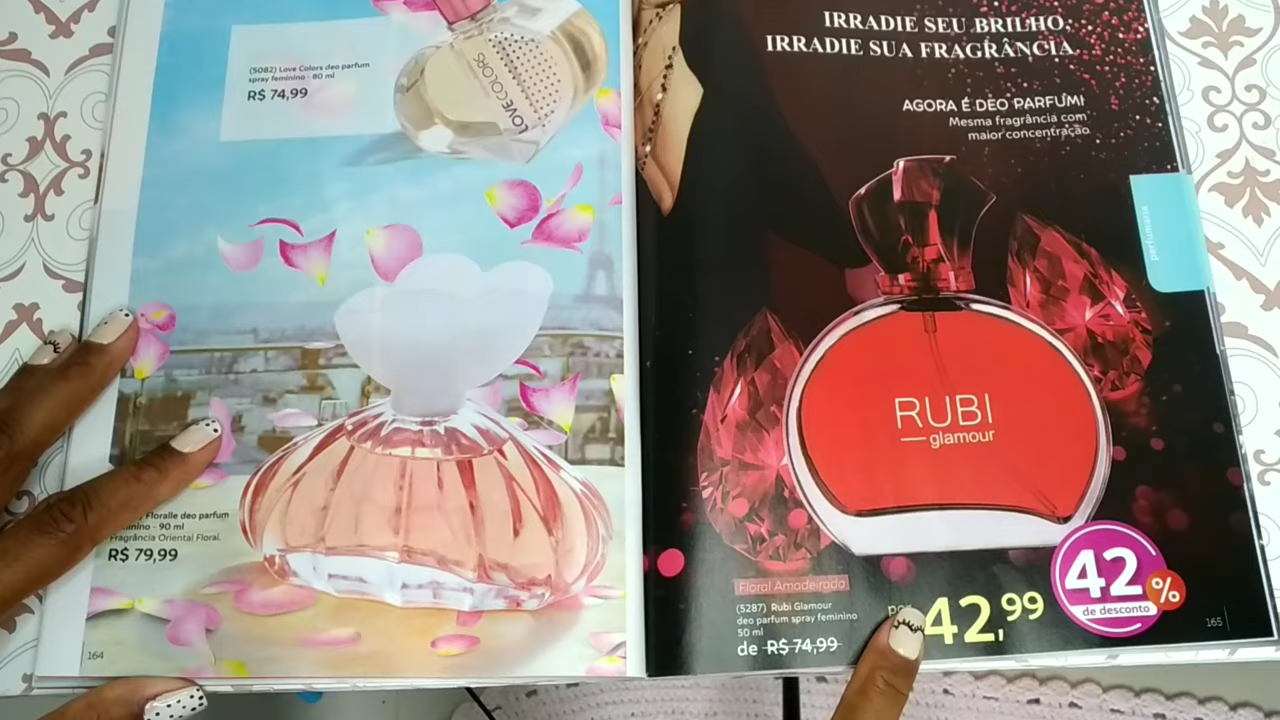 (5082) Love Colors deo parfum
spray feminino - 80 ml
R$ 74,99
LOVE COLORS
Floralle deo parfum
feminino - 90 ml
Fragrância Oriental Floral.
R$ 79,99
164
IRRADIE SEU BRILHO,
IRRADIE SUA FRAGRÂNCIA.
AGORA É DEO PARFUM!
Mesma fragrância com
maior concentração
perfumaria
RUBI
glamour
Floral Amadeirado
(5287) Rubi Glamour
deo parfum spray feminino
50 ml
de R$ 74,99
por
42,99
42%
de desconto
165